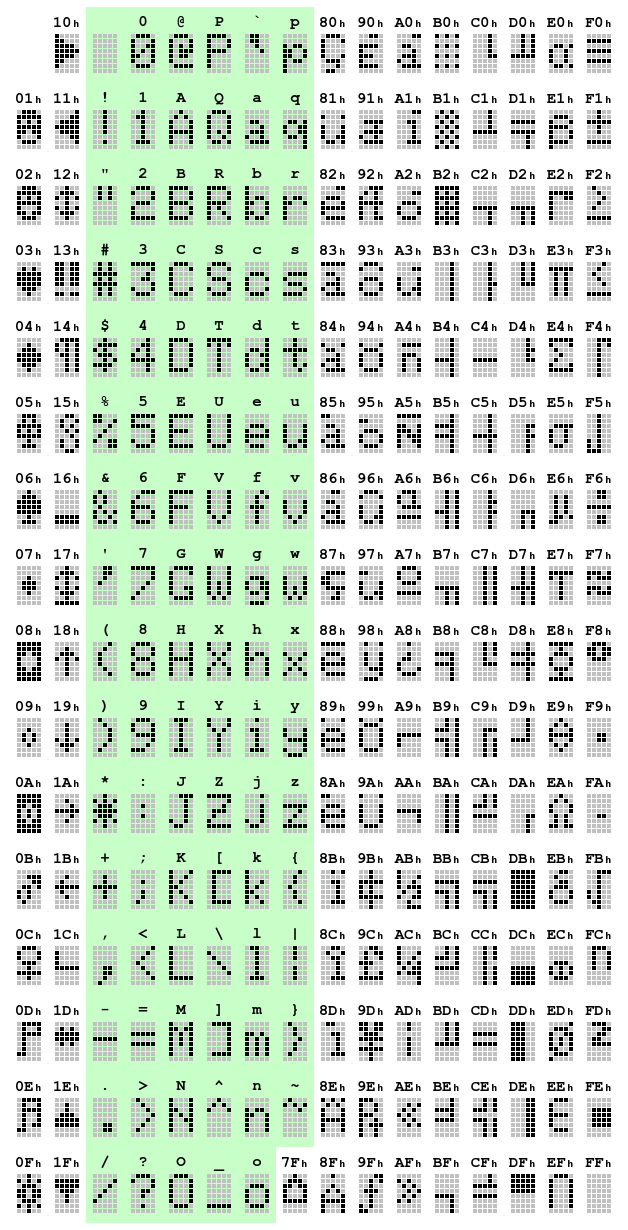 10h 0 @ P ` p 80h 90h A0h B0h C0h D0h E0h F0h
01h 11h ! 1 A Q a q 81h 91h A1h B1h C1h D1h E1h F1h
02h 12h " 2 B R b r 82h 92h A2h B2h C2h D2h E2h F2h
03h 13h # 3 C S c s 83h 93h A3h B3h C3h D3h E3h F3h
04h 14h $ 4 D T d t 84h 94h A4h B4h C4h D4h E4h F4h
05h 15h % 5 E U e u 85h 95h A5h B5h C5h D5h E5h F5h
06h 16h & 6 F V f v 86h 96h A6h B6h C6h D6h E6h F6h
07h 17h ' 7 G W g w 87h 97h A7h B7h C7h D7h E7h F7h
08h 18h ( 8 H X h x 88h 98h A8h B8h C8h D8h E8h F8h
09h 19h ) 9 I Y i y 89h 99h A9h B9h C9h D9h E9h F9h
0Ah 1Ah * : J Z j z 8Ah 9Ah AAh BAh CAh DAh EAh FAh
0Bh 1Bh + ; K [ k { 8Bh 9Bh ABh BBh CBh DBh EBh FBh
0Ch 1Ch , < L \ l | 8Ch 9Ch ACh BCh CCh DCh ECh FCh
0Dh 1Dh - = M ] m } 8Dh 9Dh ADh BDh CDh DDh EDh FDh
0Eh 1Eh . > N ^ n ~ 8Eh 9Eh AEh BEh CEh DEh EEh FEh
0Fh 1Fh / ? O _ o 7Fh 8Fh 9Fh AFh BFh CFh DFh EFh FFh